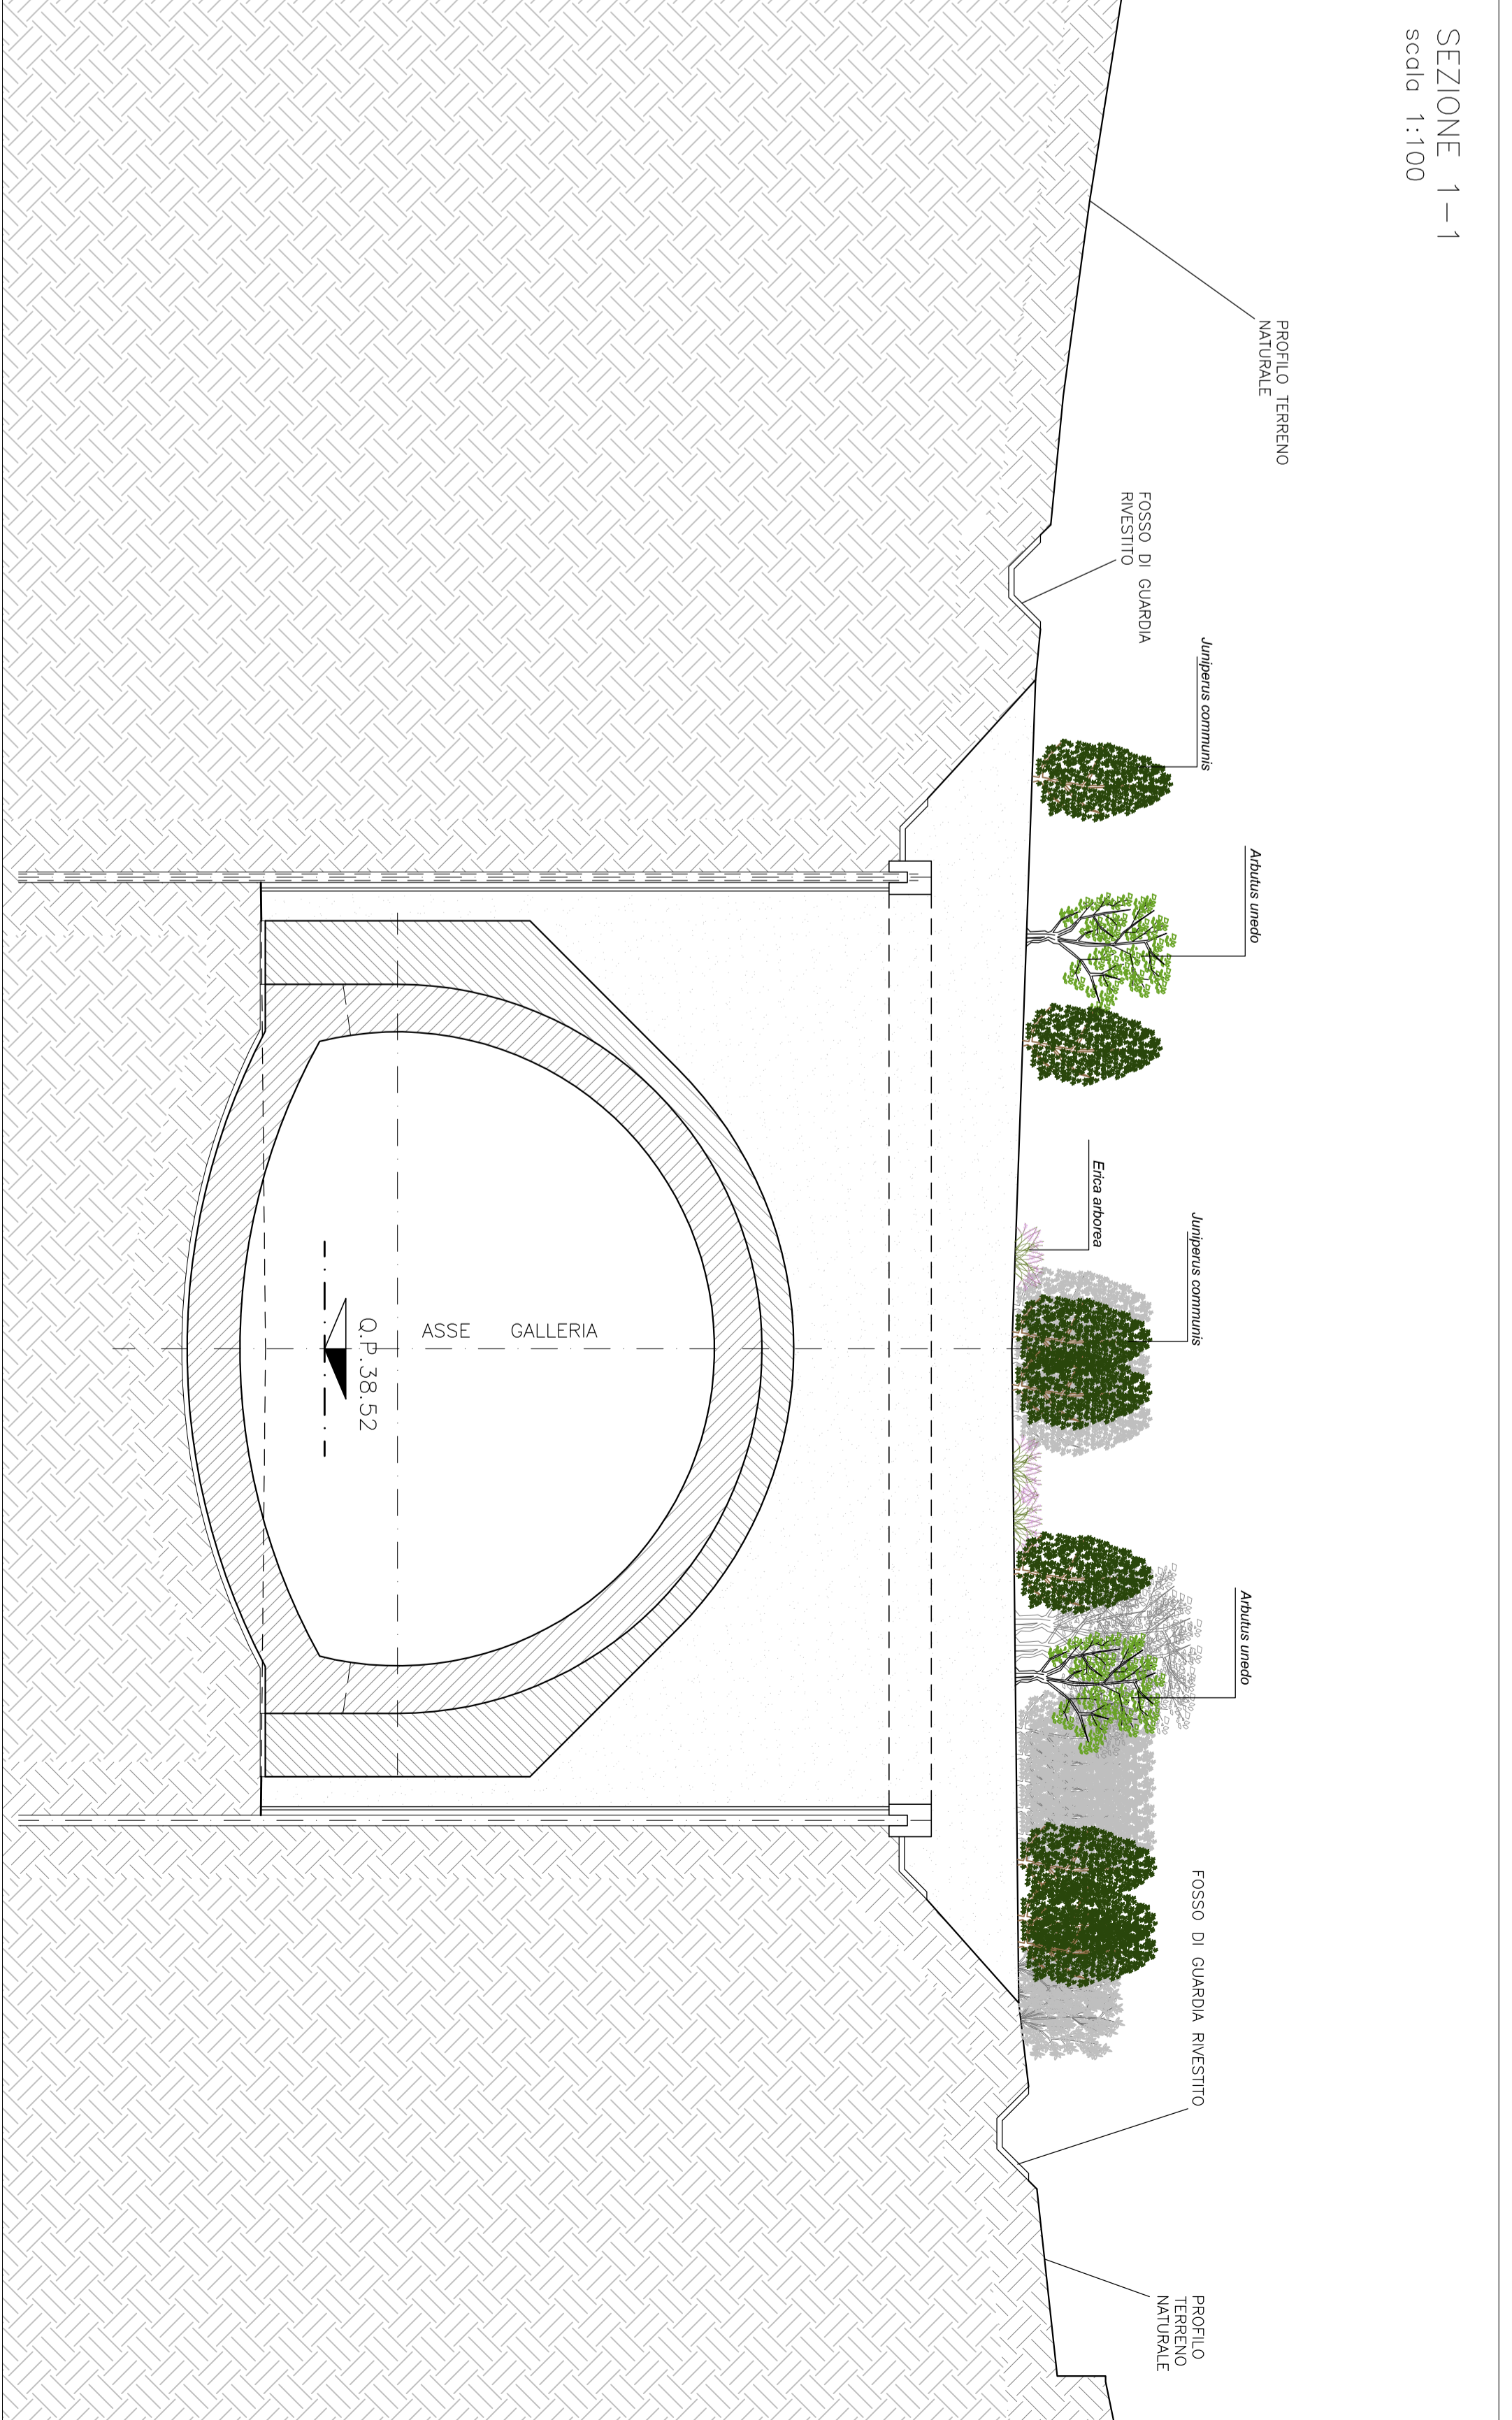 SEZIONE 1-1
scala 1:100
PROFILO TERRENO
NATURALE
FOSSO DI GUARDIA
RIVESTITO
Juniperus communis
Arbutus unedo
Erica arborea
Juniperus communis
Arbutus unedo
FOSSO DI GUARDIA RIVESTITO
PROFILO
TERRENO
NATURALE
ASSE GALLERIA
Q.P.38.52